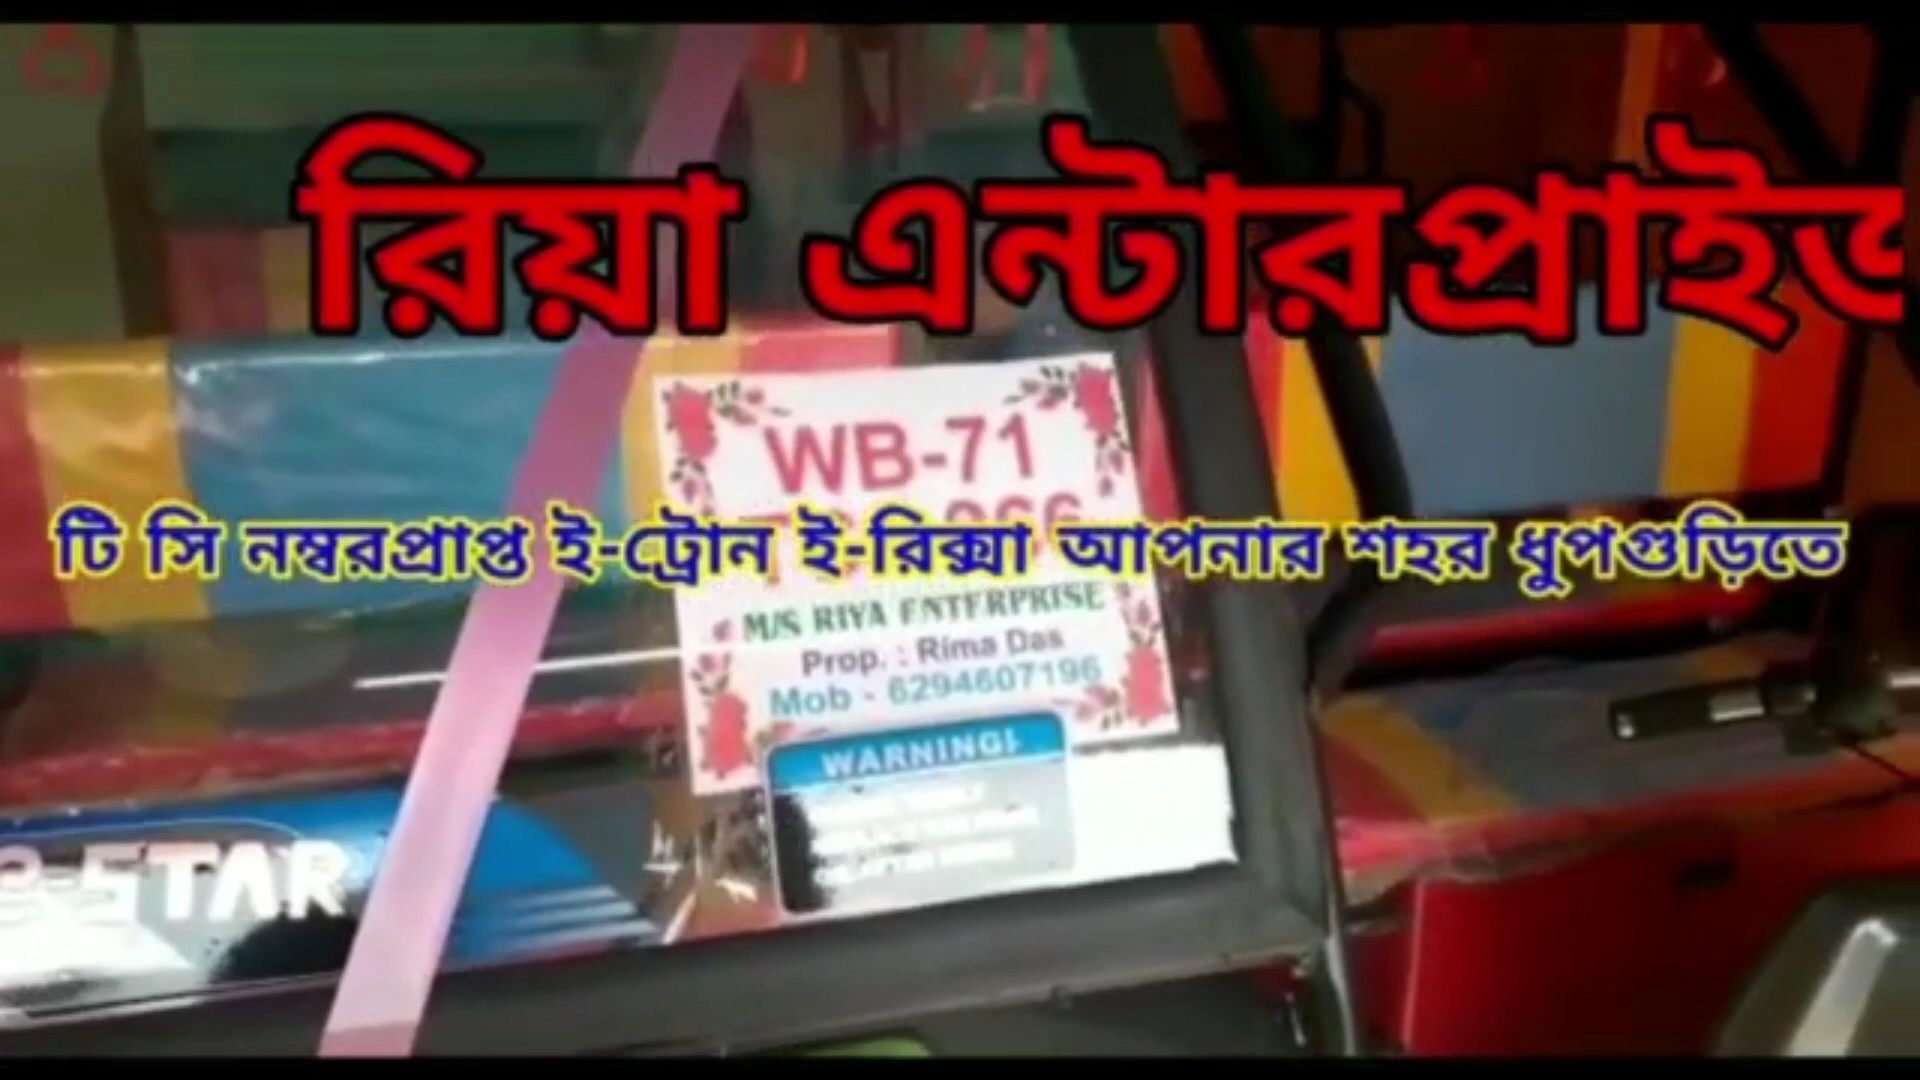 রিয়া এন্টারপ্রাইজ
WB-71
টি সি নম্বরপ্রাপ্ত ই-ট্রোন ই-রিক্সা আপনার শহর ধুপগুড়িতে
M/S RIYA ENTERPRISE
Prop. : Rima Das
Mob - 6294607196
WARNING!
STAR